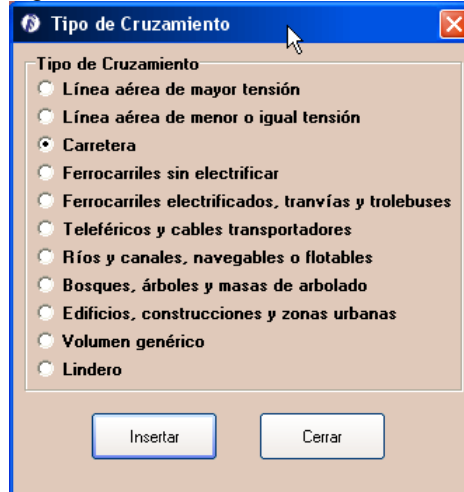 Tipo de Cruzamiento
Tipo de Cruzamiento
Línea aérea de mayor tensión
Línea aérea de menor o igual tensión
Carretera
Ferrocarriles sin electrificar
Ferrocarriles electrificados, tranvías y trolebuses
Teleféricos y cables transportadores
Ríos y canales, navegables o flotables
Bosques, árboles y masas de arbolado
Edificios, construcciones y zonas urbanas
Volumen genérico
Lindero
Insertar Cerrar